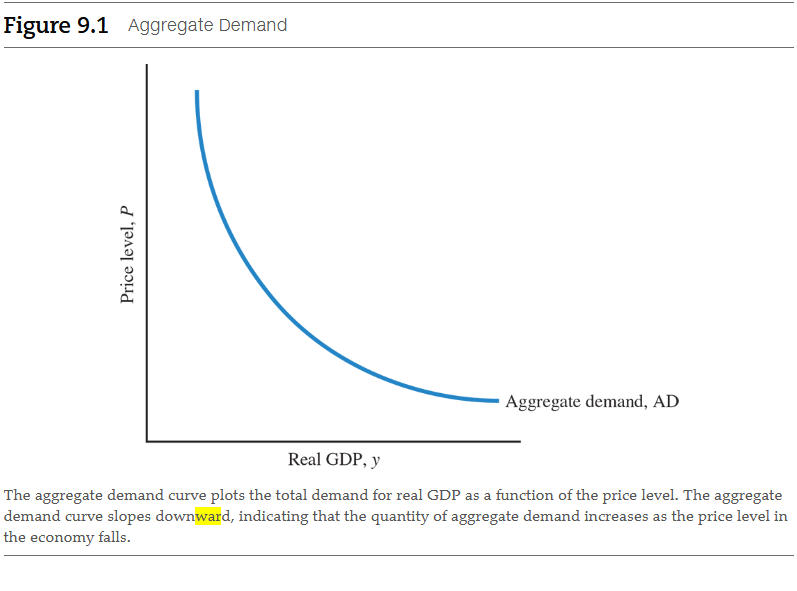 Figure 9.1 Aggregate Demand
Price level, P
Aggregate demand, AD
Real GDP, y
The aggregate demand curve plots the total demand for real GDP as a function of the price level. The aggregate
demand curve slopes downward, indicating that the quantity of aggregate demand increases as the price level in
the economy falls.